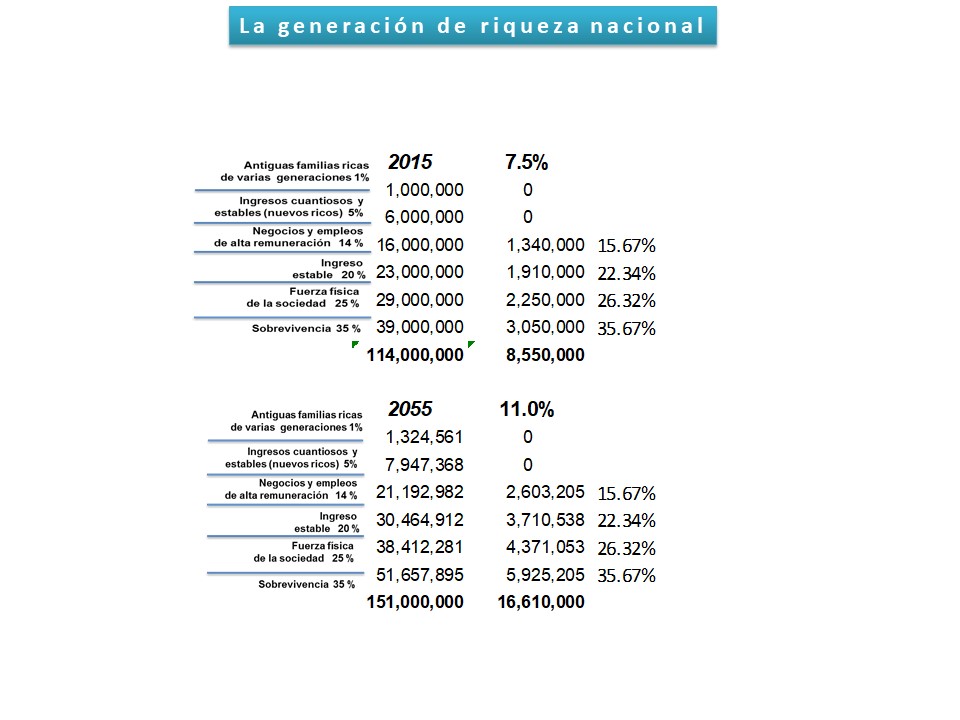 La generación de riqueza nacional
2015 7.5%
Antiguas familias ricas
de varias generaciones 1%
1,000,000 0
Ingresos cuantiosos y
estables (nuevos ricos) 5%
6,000,000 0
Negocios y empleos
de alta remuneración 14 %
16,000,000 1,340,000 15.67%
Ingreso
estable 20 %
23,000,000 1,910,000 22.34%
Fuerza física
de la sociedad 25 %
29,000,000 2,250,000 26.32%
Sobrevivencia 35 %
39,000,000 3,050,000 35.67%
114,000,000 8,550,000
2055 11.0%
Antiguas familias ricas
de varias generaciones 1%
1,324,561 0
Ingresos cuantiosos y
estables (nuevos ricos) 5%
7,947,368 0
Negocios y empleos
de alta remuneración 14 %
21,192,982 2,603,205 15.67%
Ingreso
estable 20 %
30,464,912 3,710,538 22.34%
Fuerza física
de la sociedad 25 %
38,412,281 4,371,053 26.32%
Sobrevivencia 35 %
51,657,895 5,925,205 35.67%
151,000,000 16,610,000